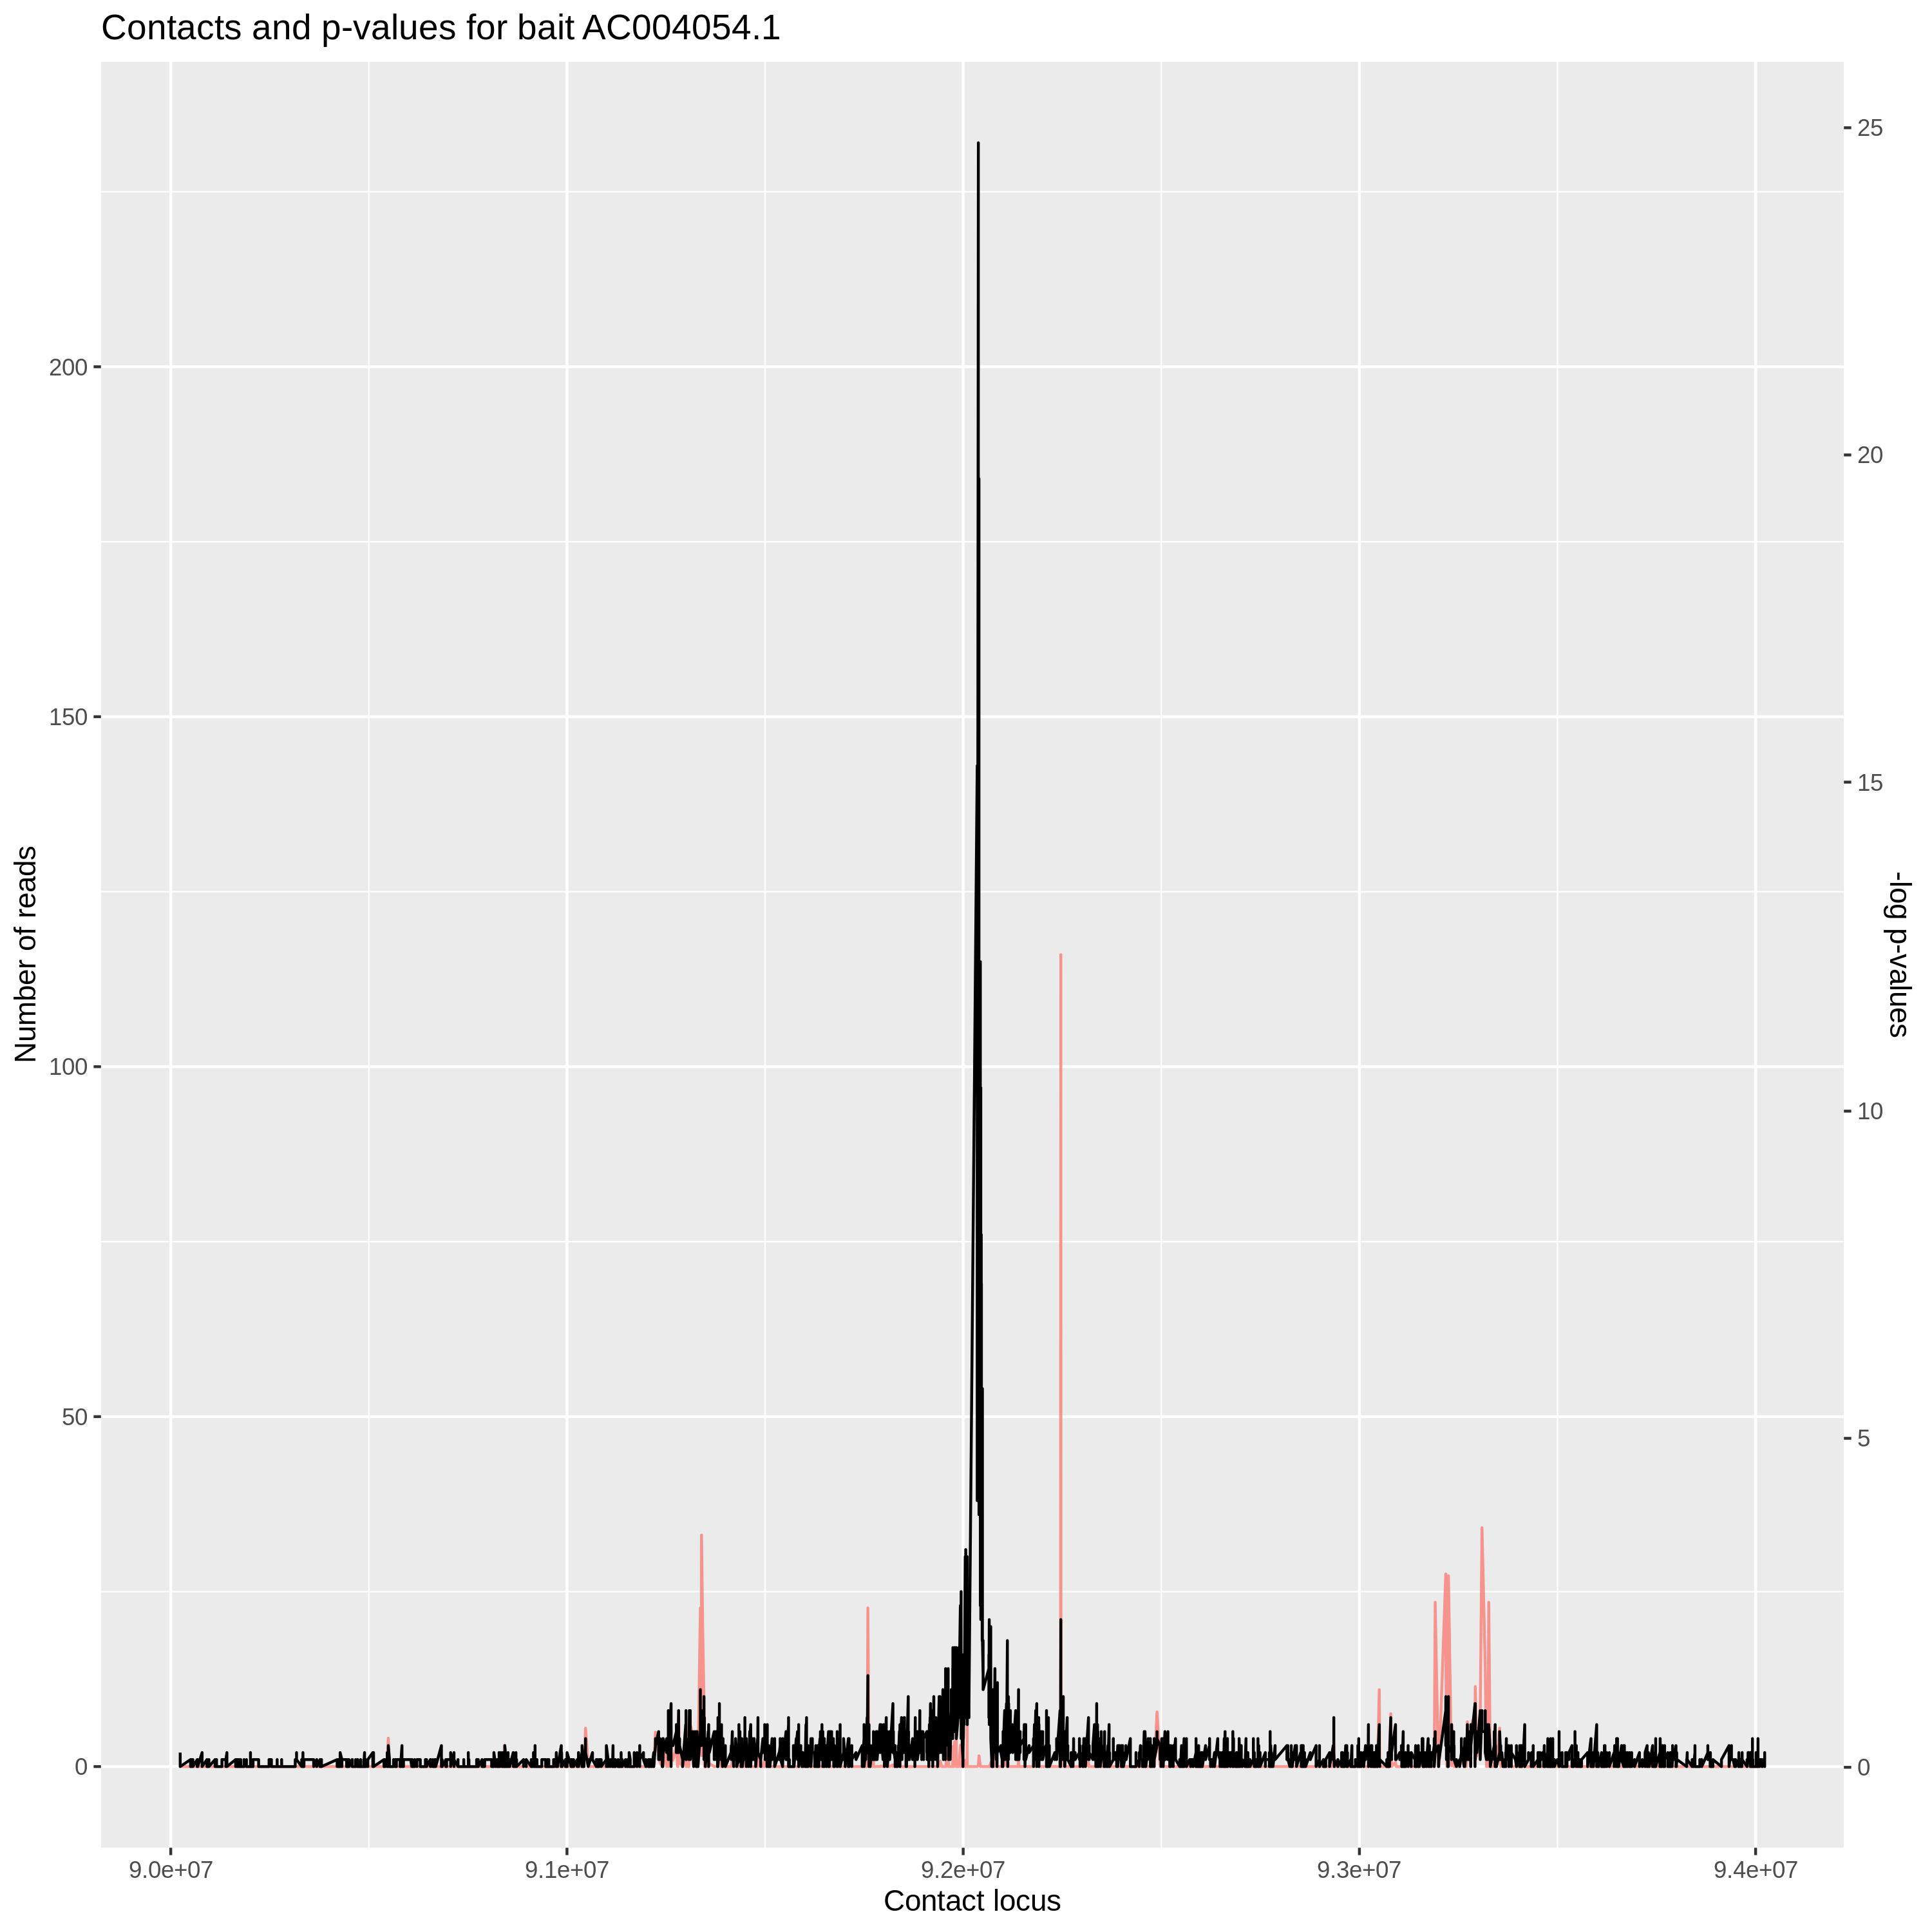 Contacts and p-values for bait AC004054.1
25
20
15
10
5
0
200
150
100
50
0
Number of reads
-log p-values
9.0e+07 9.1e+07 9.2e+07 9.3e+07 9.4e+07
Contact locus